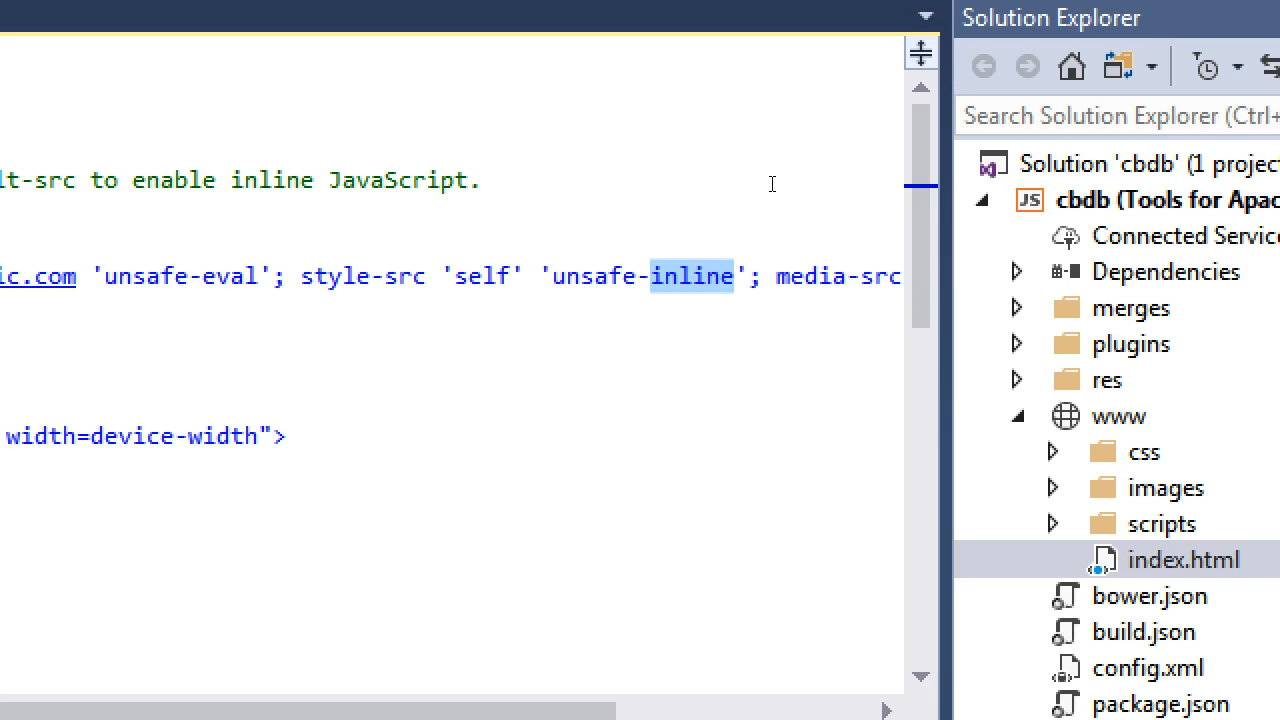 Solution Explorer
Search Solution Explorer (Ctrl+
lt-src to enable inline JavaScript.
ic.com 'unsafe-eval'; style-src 'self' 'unsafe-inline'; media-src
width=device-width">
Solution 'cbdb' (1 project
JS cbdb (Tools for Apac
Connected Service
Dependencies
merges
plugins
res
www
css
images
scripts
index.html
bower.json
build.json
config.xml
package.json